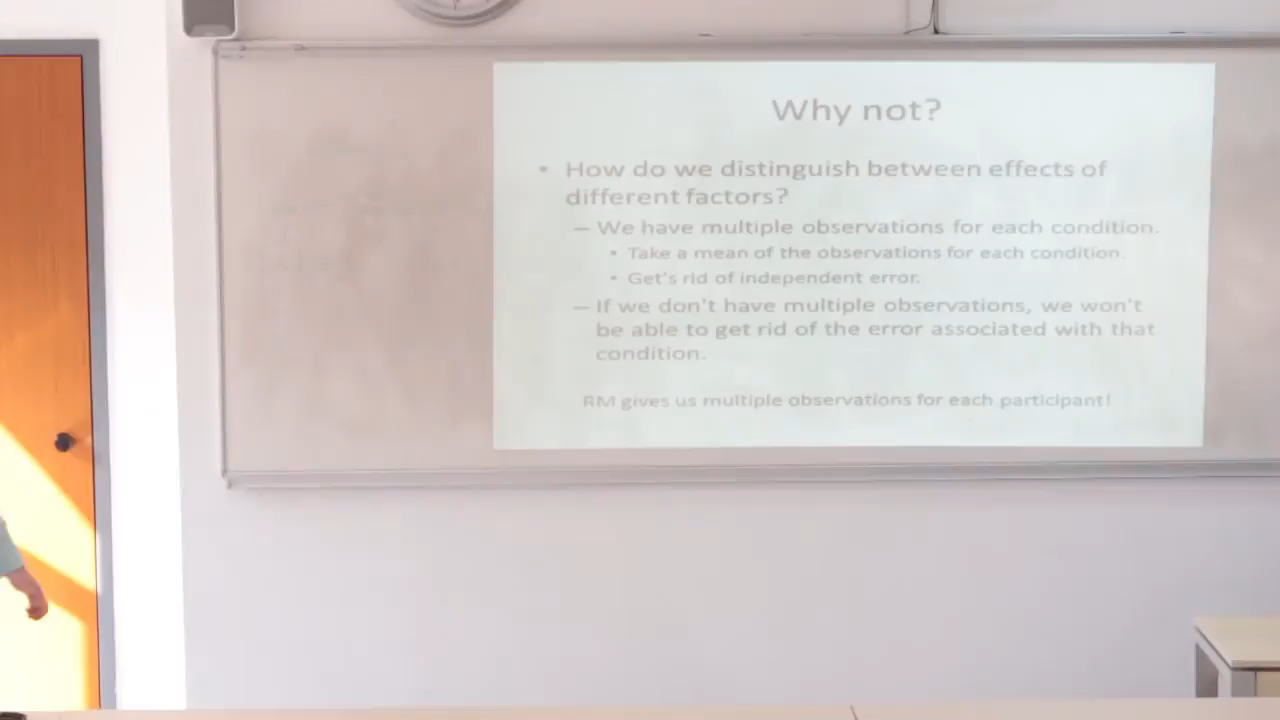 Why not?
• How do we distinguish between effects of
different factors?
– We have multiple observations for each condition.
• Take a mean of the observations for each condition.
• Get's rid of independent error.
– If we don't have multiple observations, we won't
be able to get rid of the error associated with that
condition.
RM gives us multiple observations for each participant!